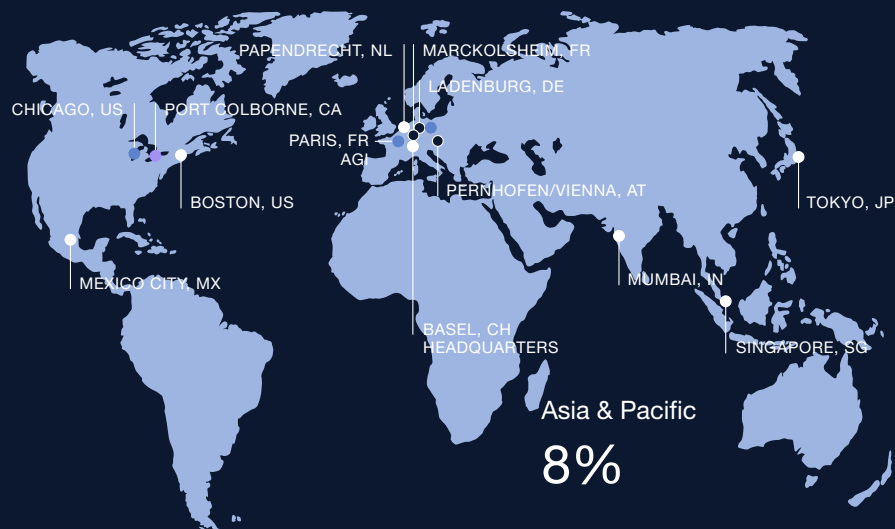 PAPENDRECHT, NL
MARCKOLSHEIM, FR
LADENBURG, DE
CHICAGO, US
PORT COLBORNE, CA
PARIS, FR
AGI
PERNHOFEN/VIENNA, AT
BOSTON, US
TOKYO, JP
MEXICO CITY, MX
MUMBAI, IN
BASEL, CH
HEADQUARTERS
SINGAPORE, SG
Asia & Pacific
8%